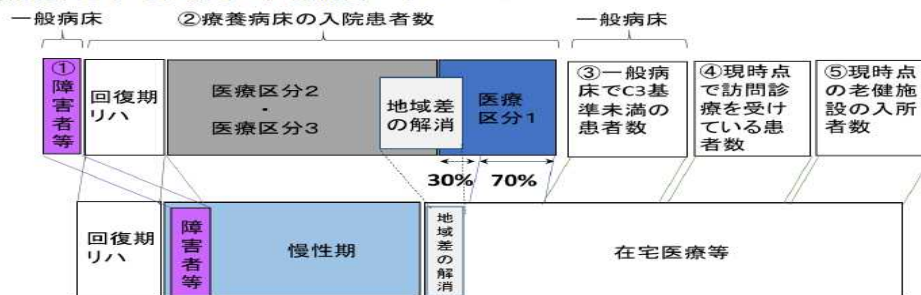 一般病床
②療養病床の入院患者数
一般病床
①
障
害
者
等
回復期
リハ
医療区分2
・
医療区分3
地域差
の解消
医療
区分1
③一般病
床でC3基
準未満の
患者数
④現時点
で訪問診
療を受け
ている患
者数
⑤現時点
の老健施
設の入所
者数
30%
70%
回復期
リハ
障
害
者
等
慢性期
地
域
差
の
解
消
在宅医療等